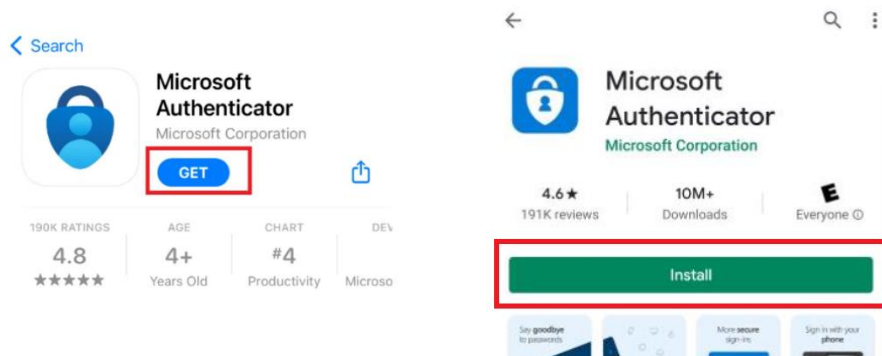 Search
Microsoft
Authenticator
Microsoft Corporation
GET
190K RATINGS
4.8
★★★★★
AGE
4+
Years Old
CHART
#4
Productivity
DEV
Microso
Microsoft
Authenticator
Microsoft Corporation
4.6★
191K reviews
10M+
Downloads
E
Everyone
Install
Say goodbye
to passwords
More secure
sign-ins
Sign in with your
phone